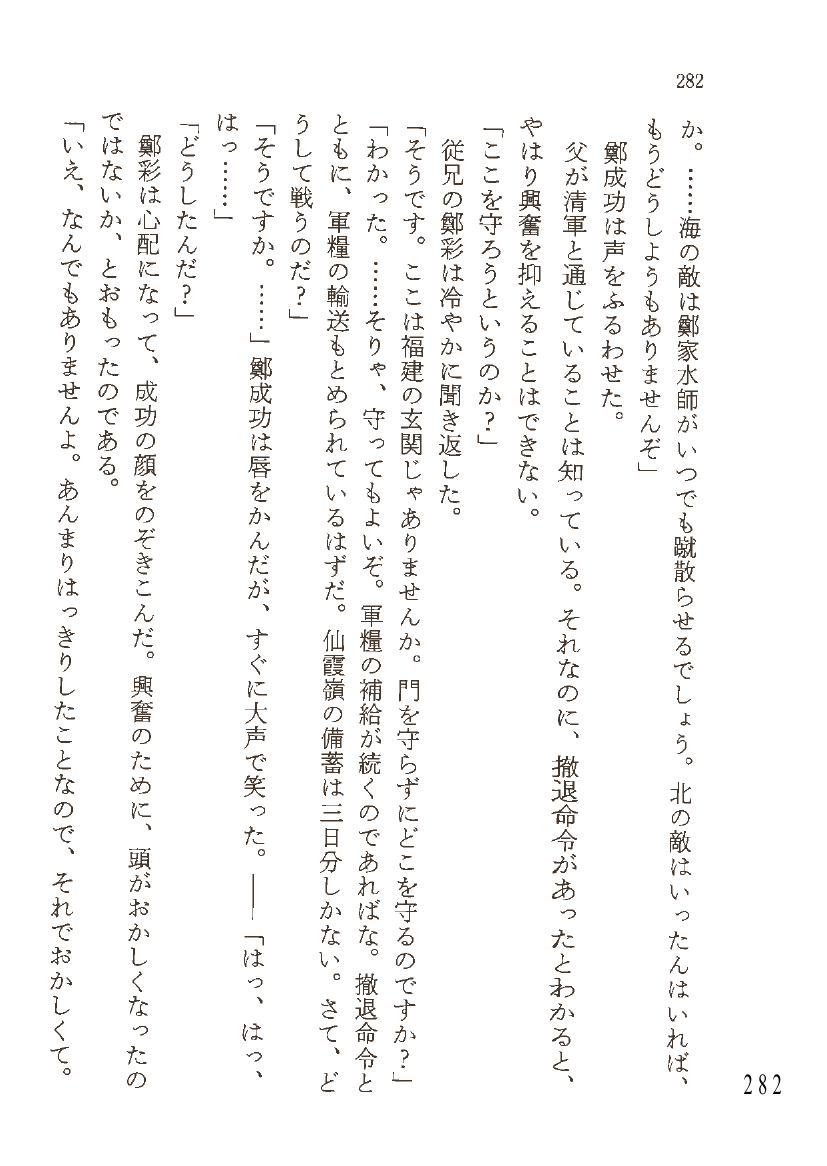 282
か。……海の敵は鄭家水師がいつでも蹴散らせるでしょう。北の敵はいったんはいれば、
もうどうしようもありませんぞ」
鄭成功は声をふるわせた。
父が清軍と通じていることは知っている。それなのに、撤退命令があったとわかると、
やはり興奮を抑えることはできない。
「ここを守ろうというのか?」
従兄の鄭彩は冷やかに聞き返した。
「そうです。ここは福建の玄関じゃありませんか。門を守らずにどこを守るのですか?」
「わかった。……そりゃ、守ってもよいぞ。軍糧の補給が続くのであればな。撤退命令と
ともに、軍糧の輸送もとめられているはずだ。仙霞嶺の備蓄は三日分しかない。さて、ど
うして戦うのだ?」
「そうですか。……」鄭成功は唇をかんだが、すぐに大声で笑った。――「はっ、はっ、
はっ……」
「どうしたんだ?」
鄭彩は心配になって、成功の顔をのぞきこんだ。興奮のために、頭がおかしくなったの
ではないか、とおもったのである。
「いえ、なんでもありませんよ。あんまりはっきりしたことなので、それでおかしくて。
282